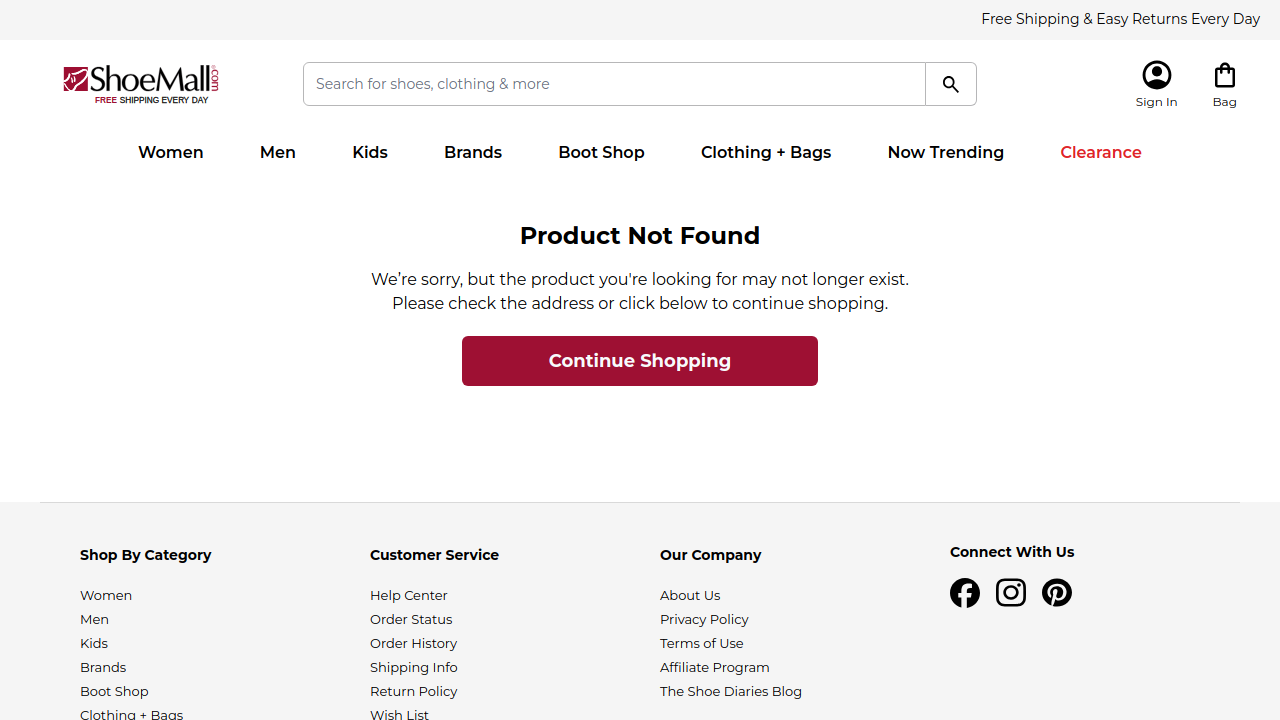 Free Shipping & Easy Returns Every Day
ShoeMall.com
FREE SHIPPING EVERY DAY
Search for shoes, clothing & more
Sign In
Bag
Women
Men
Kids
Brands
Boot Shop
Clothing + Bags
Now Trending
Clearance
Product Not Found
We’re sorry, but the product you're looking for may not longer exist.
Please check the address or click below to continue shopping.
Continue Shopping
Shop By Category
Women
Men
Kids
Brands
Boot Shop
Clothing + Bags
Customer Service
Help Center
Order Status
Order History
Shipping Info
Return Policy
Wish List
Our Company
About Us
Privacy Policy
Terms of Use
Affiliate Program
The Shoe Diaries Blog
Connect With Us